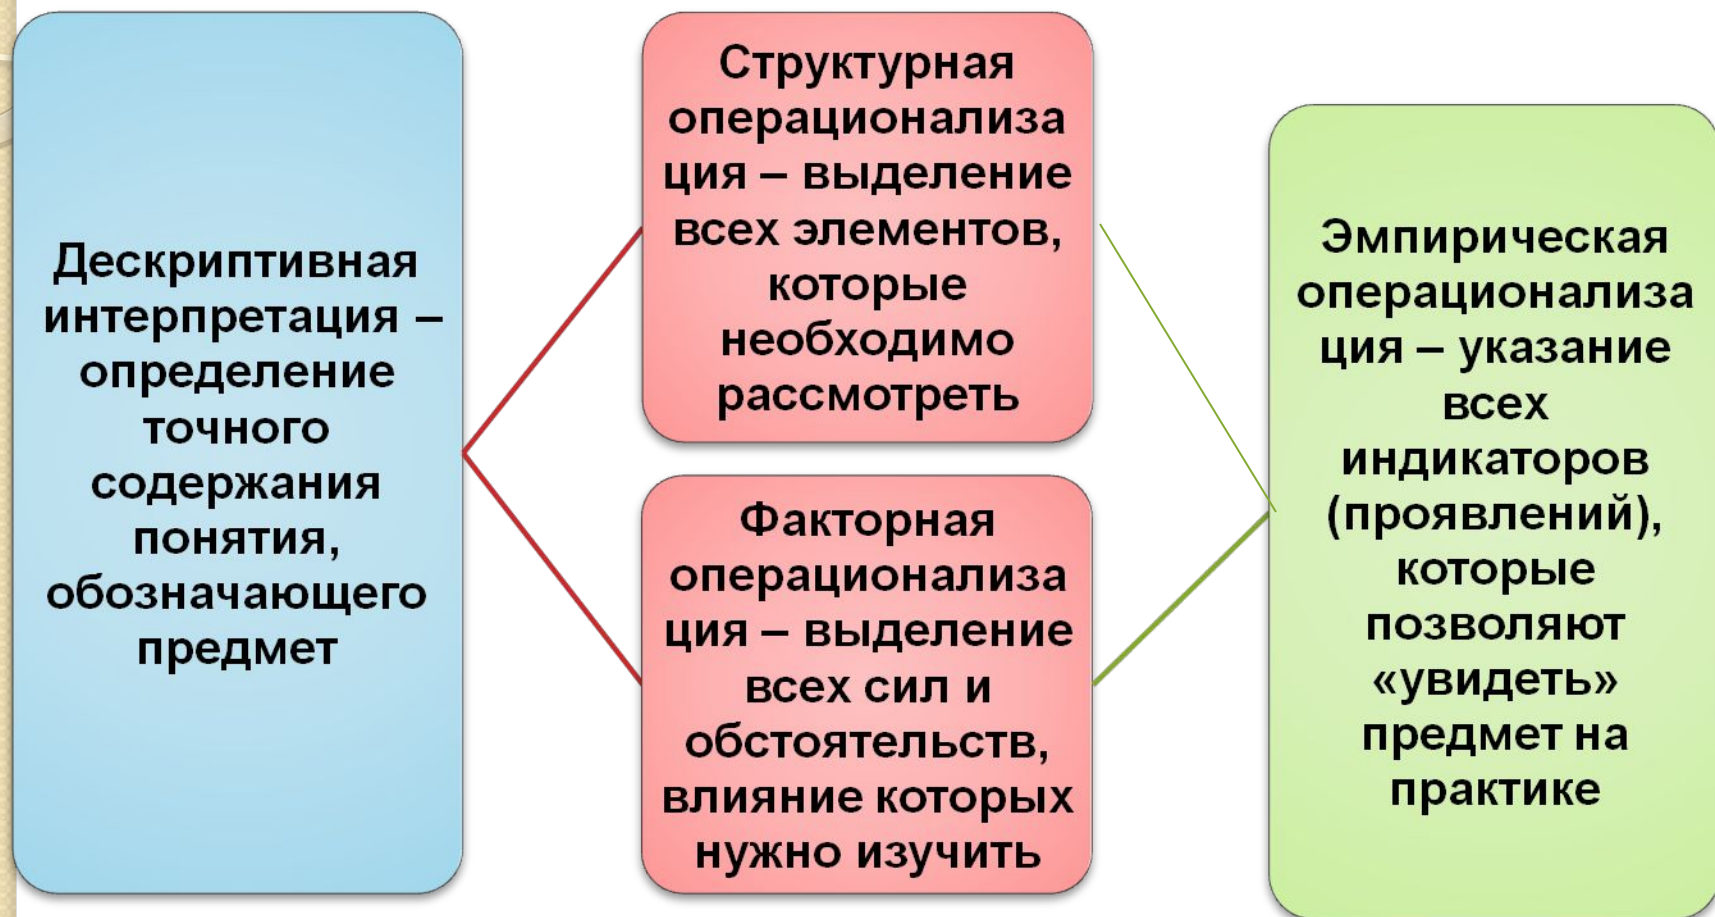 Дескриптивная
интерпретация –
определение
точного
содержания
понятия,
обозначающего
предмет
Структурная
операционализа
ция – выделение
всех элементов,
которые
необходимо
рассмотреть
Факторная
операционализа
ция – выделение
всех сил и
обстоятельств,
влияние которых
нужно изучить
Эмпирическая
операционализа
ция – указание
всех
индикаторов
(проявлений),
которые
позволяют
«увидеть»
предмет на
практике